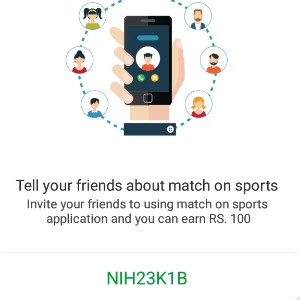 Tell your friends about match on sports
Invite your friends to using match on sports
application and you can earn RS. 100
NIH23K1B